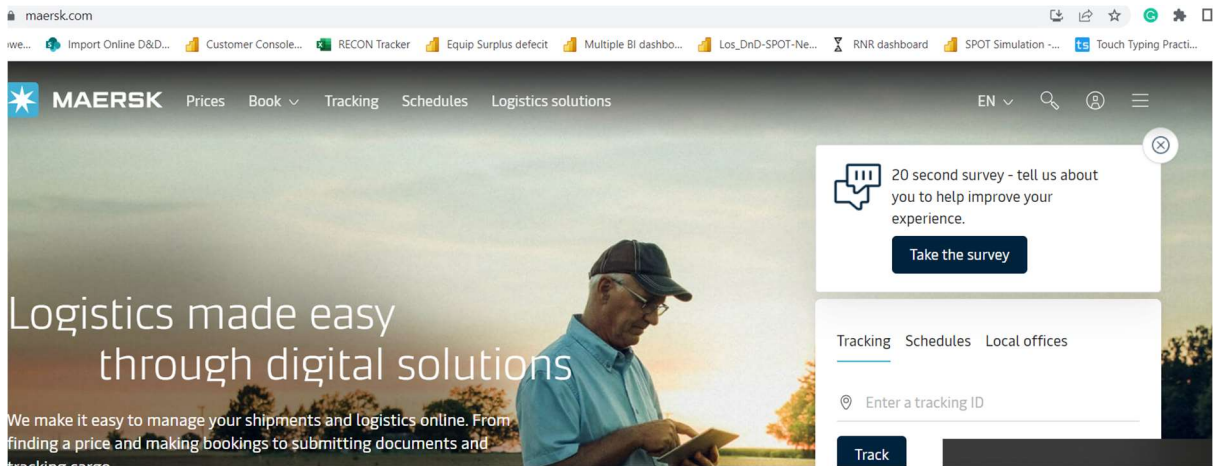 maersk.com
Import Online D&D... Customer Console... RECON Tracker Equip Surplus defecit Multiple BI dashbo... Los_DnD-SPOT-Ne... RNR dashboard SPOT Simulation -... ts Touch Typing Practi...
MAERSK Prices Book Tracking Schedules Logistics solutions EN
20 second survey - tell us about
you to help improve your
experience.
Take the survey
Logistics made easy
through digital solutions
We make it easy to manage your shipments and logistics online. From
finding a price and making bookings to submitting documents and
tracking cargo
Tracking Schedules Local offices
Enter a tracking ID
Track